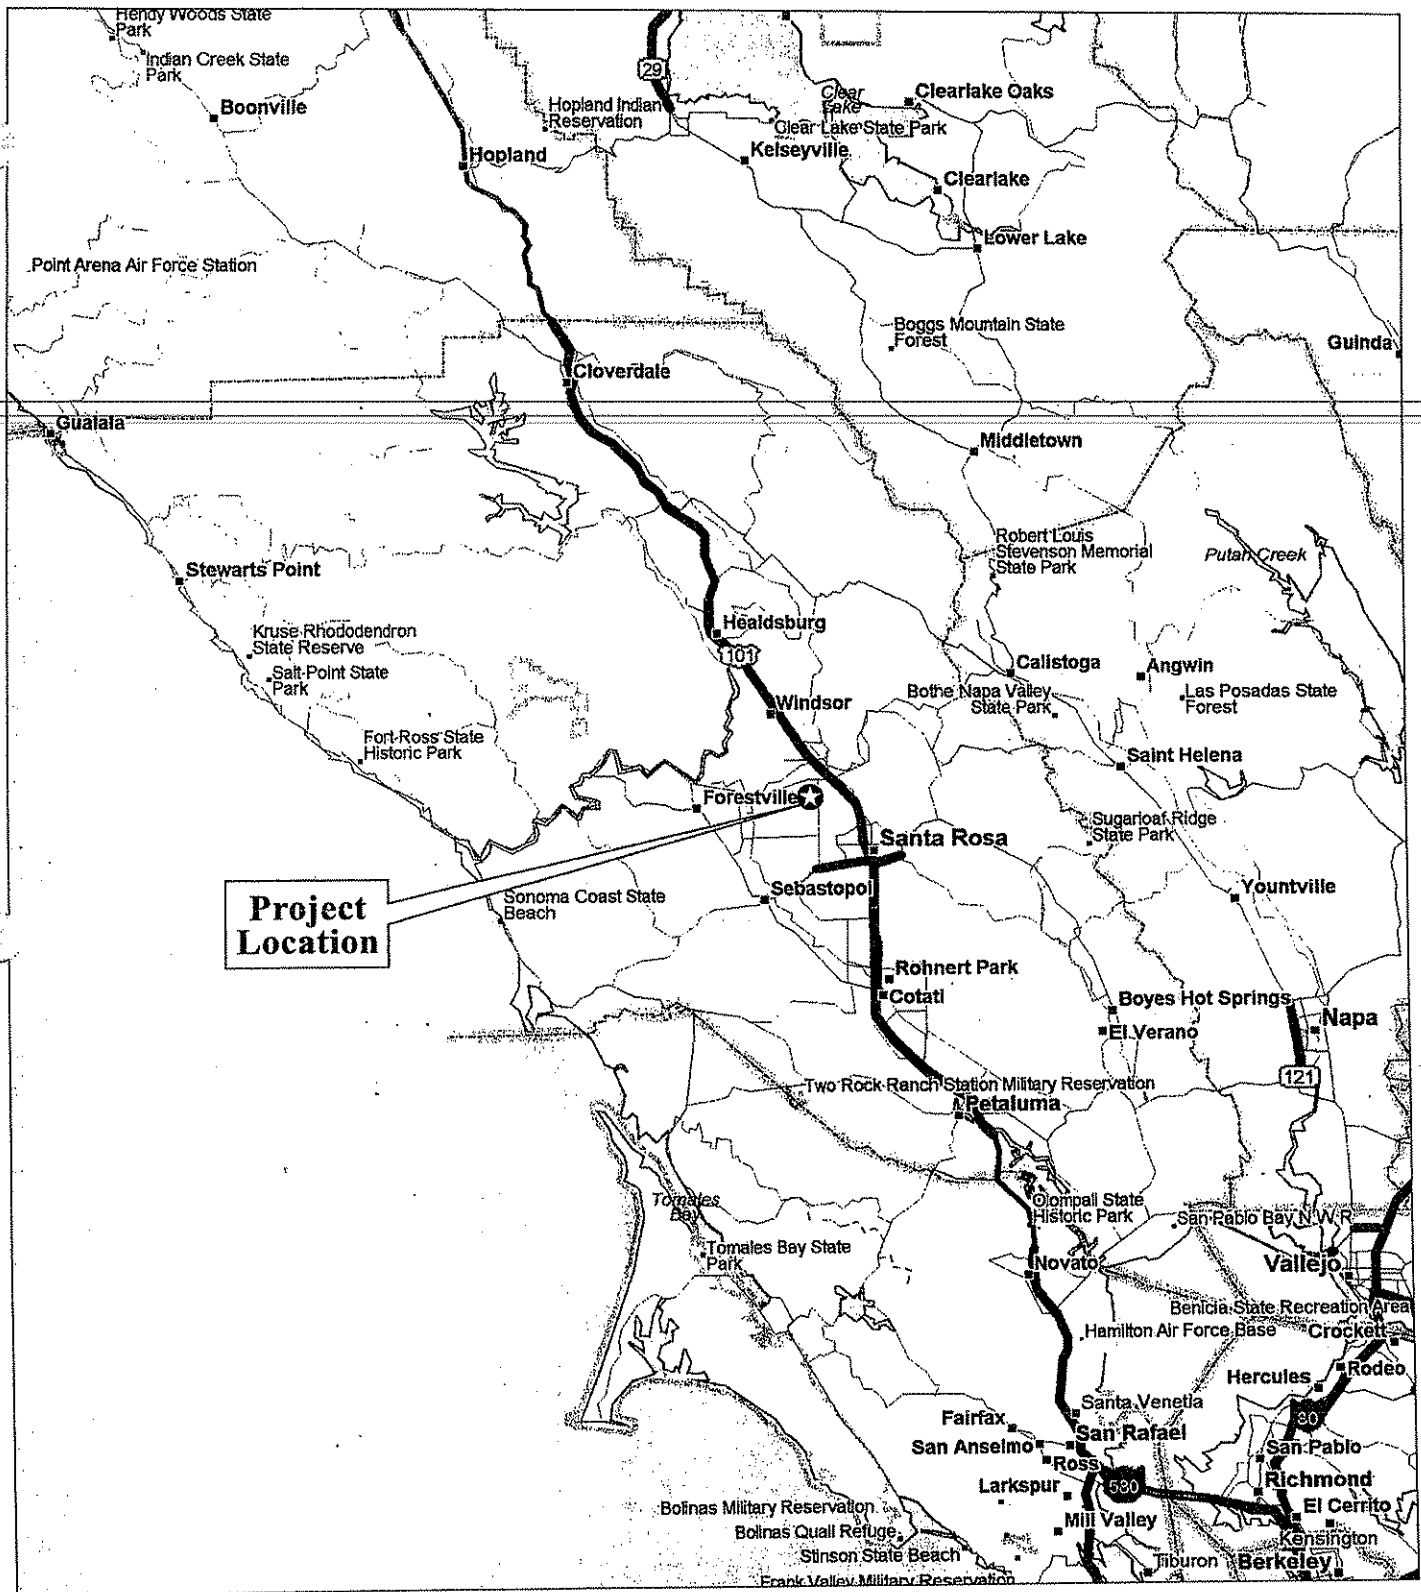 Hendy Woods State
Park
Indian Creek State
Park
Boonville
29
Hopland Indian
Reservation
Clear
Lake
Clearlake Oaks
Clear Lake State Park
Hopland
Kelseyville
Clearlake
Lower Lake
Point Arena Air Force Station
Boggs Mountain State
Forest
Guinda
Cloverdale
Gualala
Middletown
Robert Louis
Stevenson Memorial
State Park
Putah Creek
Stewarts Point
Kruse Rhododendron
State Reserve
Salt Point State
Park
Healdsburg
101
Calistoga
Angwin
Bothe Napa Valley
State Park
Las Posadas State
Forest
Windsor
Fort Ross State
Historic Park
Saint Helena
Forestville
Sugarloaf Ridge
State Park
Santa Rosa
Project
Location
Sonoma Coast State
Beach
Sebastopol
Yountville
Rohnert Park
Cotati
Boyes Hot Springs
El Verano
Napa
121
Two Rock Ranch Station Military Reservation
Petaluma
Tomales
Bay
Olompali State
Historic Park
San Pablo Bay N W R
Tomales Bay State
Park
Novato
Vallejo
Benicia State Recreation Area
Hamilton Air Force Base
Crockett
Rodeo
Hercules
80
Santa Venetia
Fairfax
San Rafael
San Anselmo
Ross
San Pablo
580
Larkspur
Richmond
Bolinas Military Reservation
El Cerrito
Mill Valley
Bolinas Quail Refuge
Kensington
Stinson State Beach
Tiburon
Berkeley
Frank Valley Military Reservation